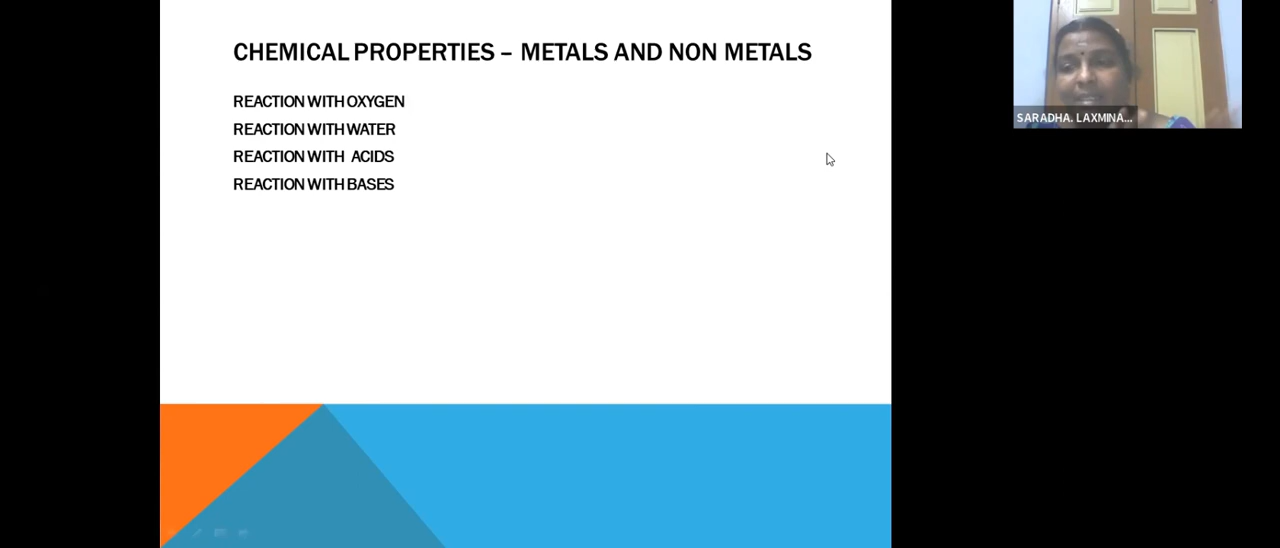 CHEMICAL PROPERTIES – METALS AND NON METALS
REACTION WITH OXYGEN
REACTION WITH WATER
REACTION WITH ACIDS
REACTION WITH BASES
SARADHA. LAXMINA...